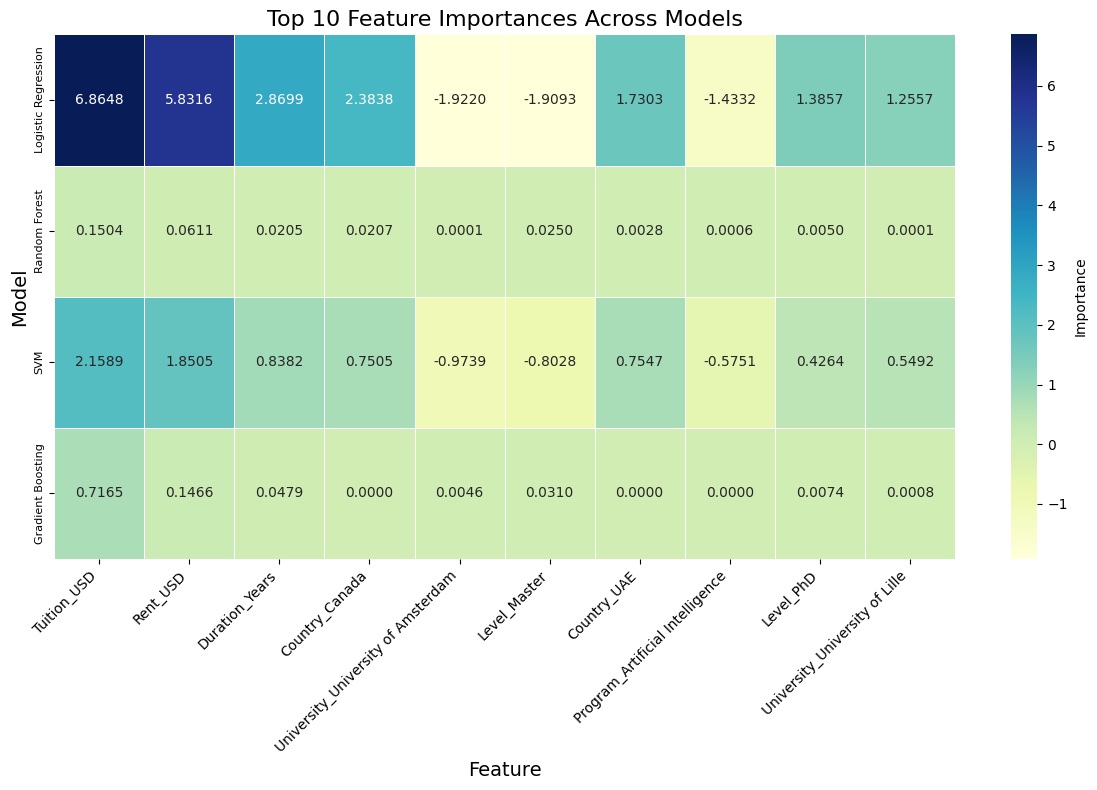 Top 10 Feature Importances Across Models
Model
Logistic Regression
6.8648 5.8316 2.8699 2.3838 -1.9220 -1.9093 1.7303 -1.4332 1.3857 1.2557
Random Forest
0.1504 0.0611 0.0205 0.0207 0.0001 0.0250 0.0028 0.0006 0.0050 0.0001
SVM
2.1589 1.8505 0.8382 0.7505 -0.9739 -0.8028 0.7547 -0.5751 0.4264 0.5492
Gradient Boosting
0.7165 0.1466 0.0479 0.0000 0.0046 0.0310 0.0000 0.0000 0.0074 0.0008
Tuition_USD
Rent_USD
Duration_Years
Country_Canada
University_University of Amsterdam
Level_Master
Country_UAE
Program_Artificial Intelligence
Level_PhD
University_University of Lille
Feature
6
5
4
3
2
1
0
−1
Importance